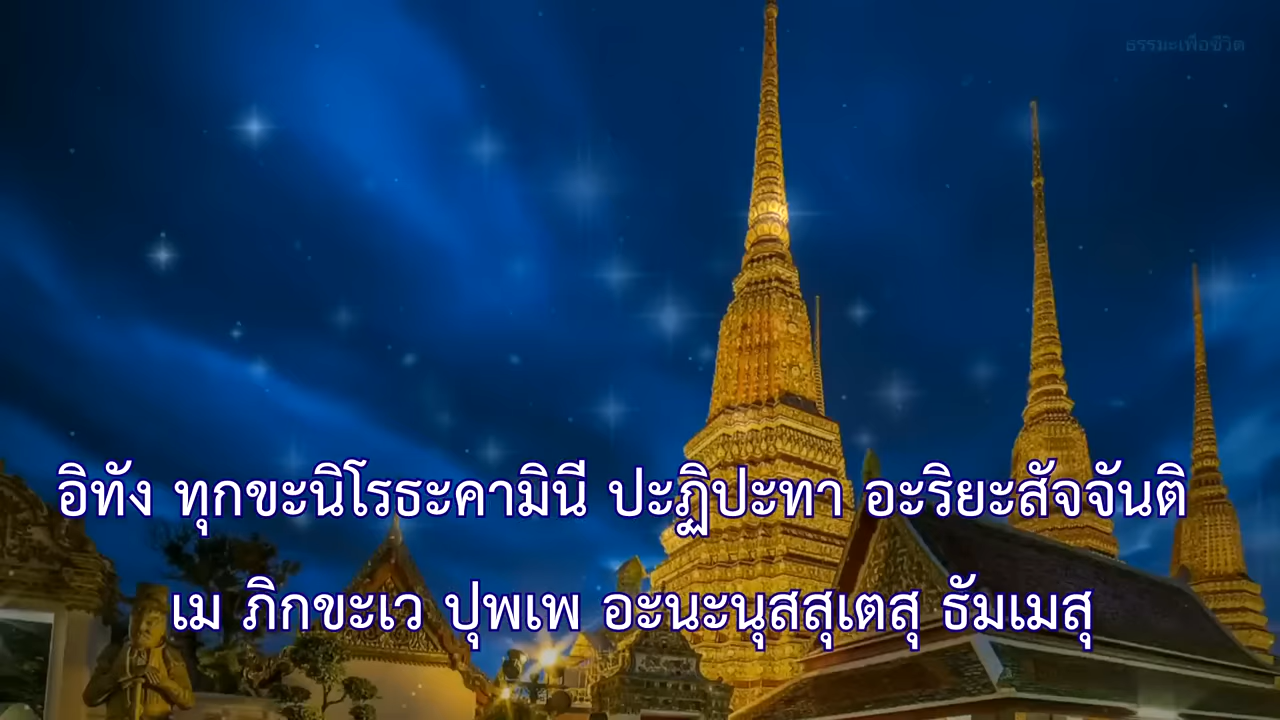 ธรรมะเพื่อชีวิต
อิทัง ทุกขะนิโรธะคามินี ปะฏิปะทา อะริยะสัจจันติ
เม ภิกขะเว ปุพเพ อะนะนุสสุเตสุ ธัมเมสุ